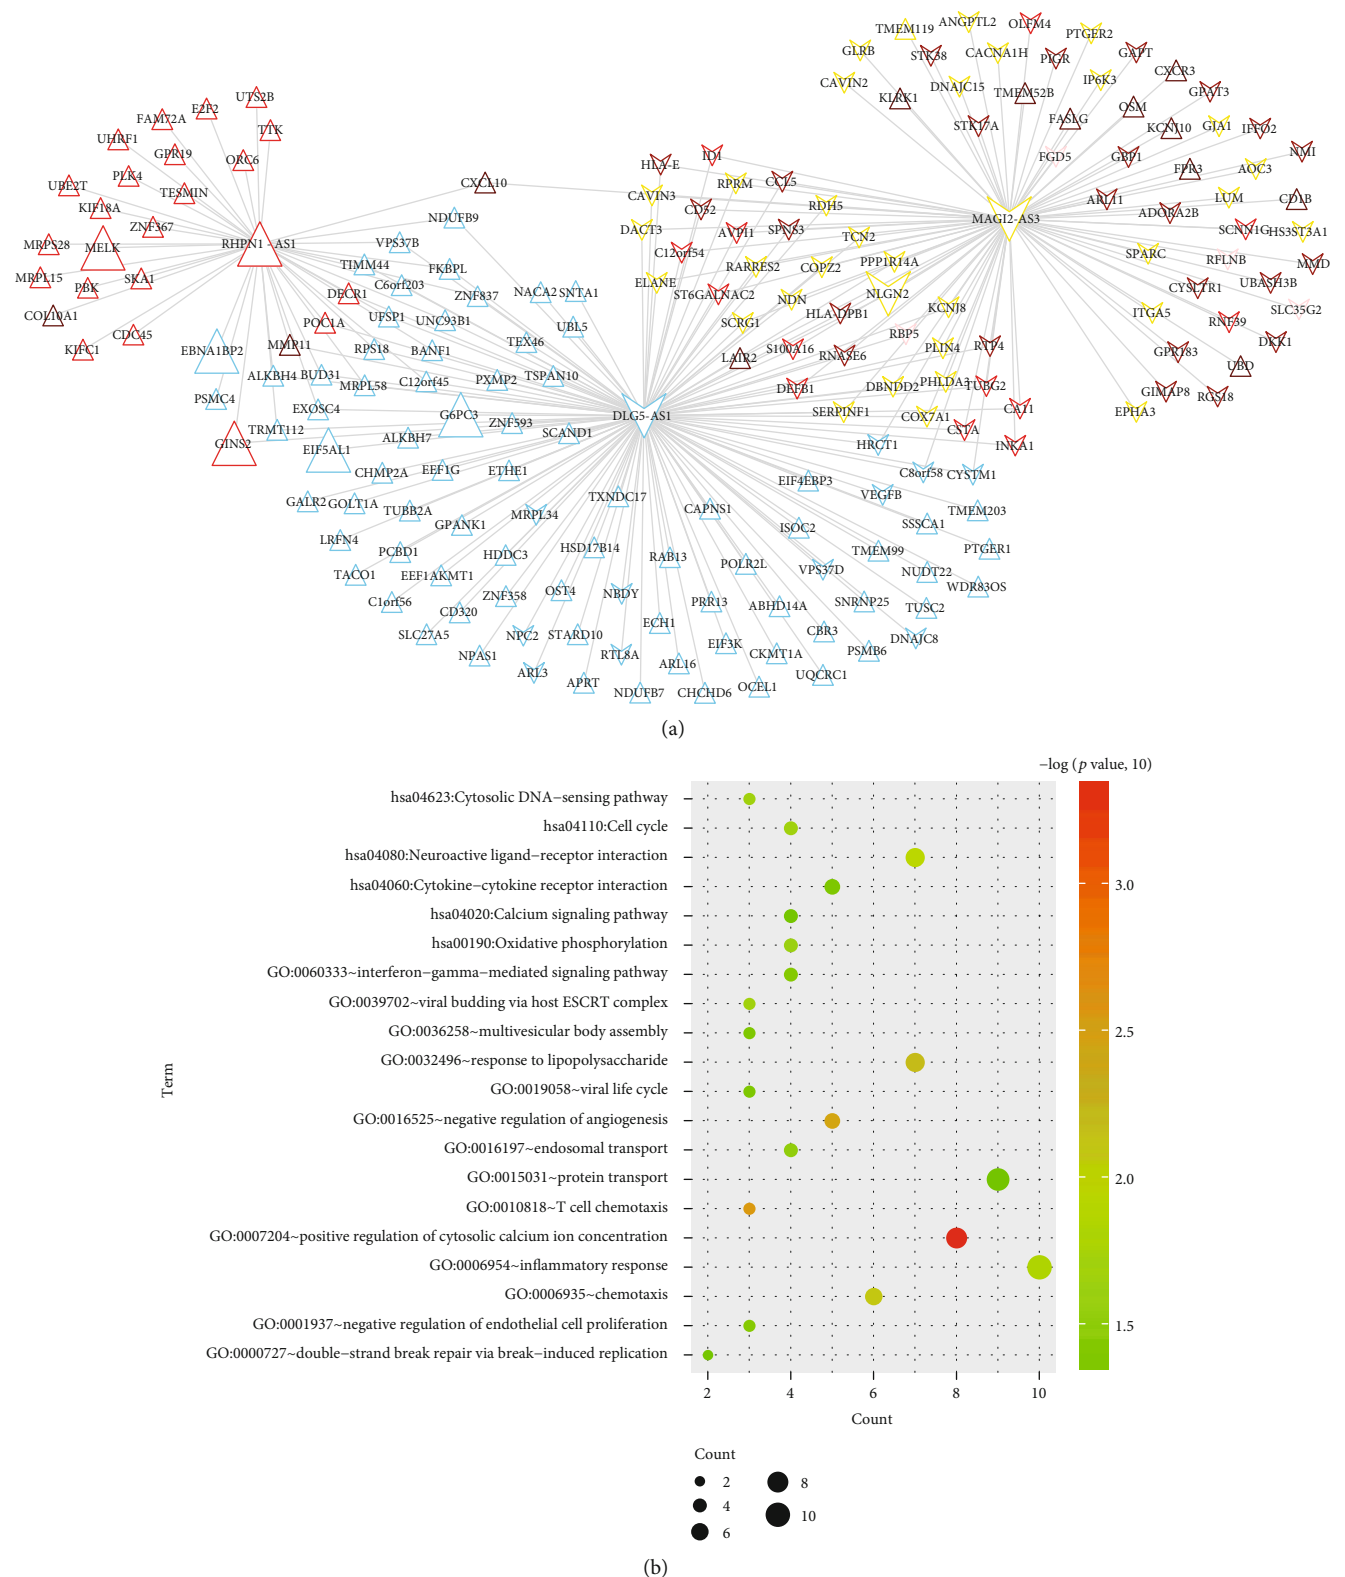 TMEM119
ANGPTL2
OLFM4
PTGER2
GLRB
STK38
CACNA1H
PIGR
GAPT
CAVIN2
KLRK1
DNAJC15
TMEM52B
IP6K3
CXCR3
GPAT3
STK17A
FASLG
OSM
KCNJ10
GJA1
IFFO2
FGD5
GBP1
FPR3
AOC3
NMI
ARL11
LUM
CD1B
MAGI2-AS3
ADORA2B
SCNN1G
HS3ST3A1
SPARC
RFLNB
MMD
CYSLTR1
UBASH3B
ITGA5
RNF39
SLC35G2
GPR183
DKK1
UBD
GIMAP8
RGS18
EPHA3
UTS2B
E2F2
FAM72A
TTK
UHRF1
GPR19
ORC6
UBE2T
PLK4
TESMIN
KIF18A
ZNF367
MRPS28
MELK
RHPN1 - AS1
MRPL15
PBK
SKA1
COL10A1
KIFC1
CDC45
HLA-E
ID1
CXCL10
CAVIN3
RPRM
CCL5
NDUFB9
CD52
RDH5
DACT3
AVPI1
SPNS3
VPS37B
C12orf54
TCN2
TIMM44
FKBPL
RARRES2
COPZ2
PPP1R14A
C6orf203
ELANE
DECR1
ZNF837
NACA2
SNTA1
ST6GALNAC2
NDN
NLGN2
POC1A
UFSP1
UNC93B1
UBL5
SCRG1
HLA-DPB1
KCNJ8
RBP5
EBNA1BP2
MMP11
RPS18
BANF1
TEX46
LAIR2
S100A16
RNASE6
PLIN4
RTP4
ALKBH4
BUD31
MRPL58
C12orf45
PXMP2
TSPAN10
DEFB1
DBNDD2
PHLDA3
TUBG2
PSMC4
EXOSC4
G6PC3
ZNF593
DLG5-AS1
SERPINF1
COX7A1
CA11
GINS2
TRMT112
EIF5AL1
ALKBH7
SCAND1
CSTA
HRCT1
INKA1
CHMP2A
EEF1G
ETHE1
C8orf58
CYSTM1
EIF4EBP3
VEGFB
GALR2
GOLT1A
TUBB2A
GPANK1
MRPL34
TXNDC17
CAPNS1
ISOC2
SSSCA1
TMEM203
LRFN4
PCBD1
HDDC3
HSD17B14
RAB13
POLR2L
TMEM99
PTGER1
TACO1
EEF1AKMT1
VPS37D
NUDT22
WDR83OS
C1orf56
CD320
ZNF358
OST4
NBDY
PRR13
ABHD14A
SNRNP25
TUSC2
SLC27A5
NPC2
STARD10
ECH1
CBR3
DNAJC8
NPAS1
RTL8A
EIF3K
CKMT1A
PSMB6
ARL3
ARL16
APRT
UQCRC1
NDUFB7
CHCHD6
OCEL1
(a)
−log (p value, 10)
hsa04623:Cytosolic DNA−sensing pathway
hsa04110:Cell cycle
hsa04080:Neuroactive ligand−receptor interaction
hsa04060:Cytokine−cytokine receptor interaction
hsa04020:Calcium signaling pathway
hsa00190:Oxidative phosphorylation
GO:0060333~interferon−gamma−mediated signaling pathway
GO:0039702~viral budding via host ESCRT complex
GO:0036258~multivesicular body assembly
GO:0032496~response to lipopolysaccharide
GO:0019058~viral life cycle
GO:0016525~negative regulation of angiogenesis
GO:0016197~endosomal transport
GO:0015031~protein transport
GO:0010818~T cell chemotaxis
GO:0007204~positive regulation of cytosolic calcium ion concentration
GO:0006954~inflammatory response
GO:0006935~chemotaxis
GO:0001937~negative regulation of endothelial cell proliferation
GO:0000727~double−strand break repair via break−induced replication
Term
3.0
2.5
2.0
1.5
2 4 6 8 10
Count
Count
2
4
6
8
10
(b)